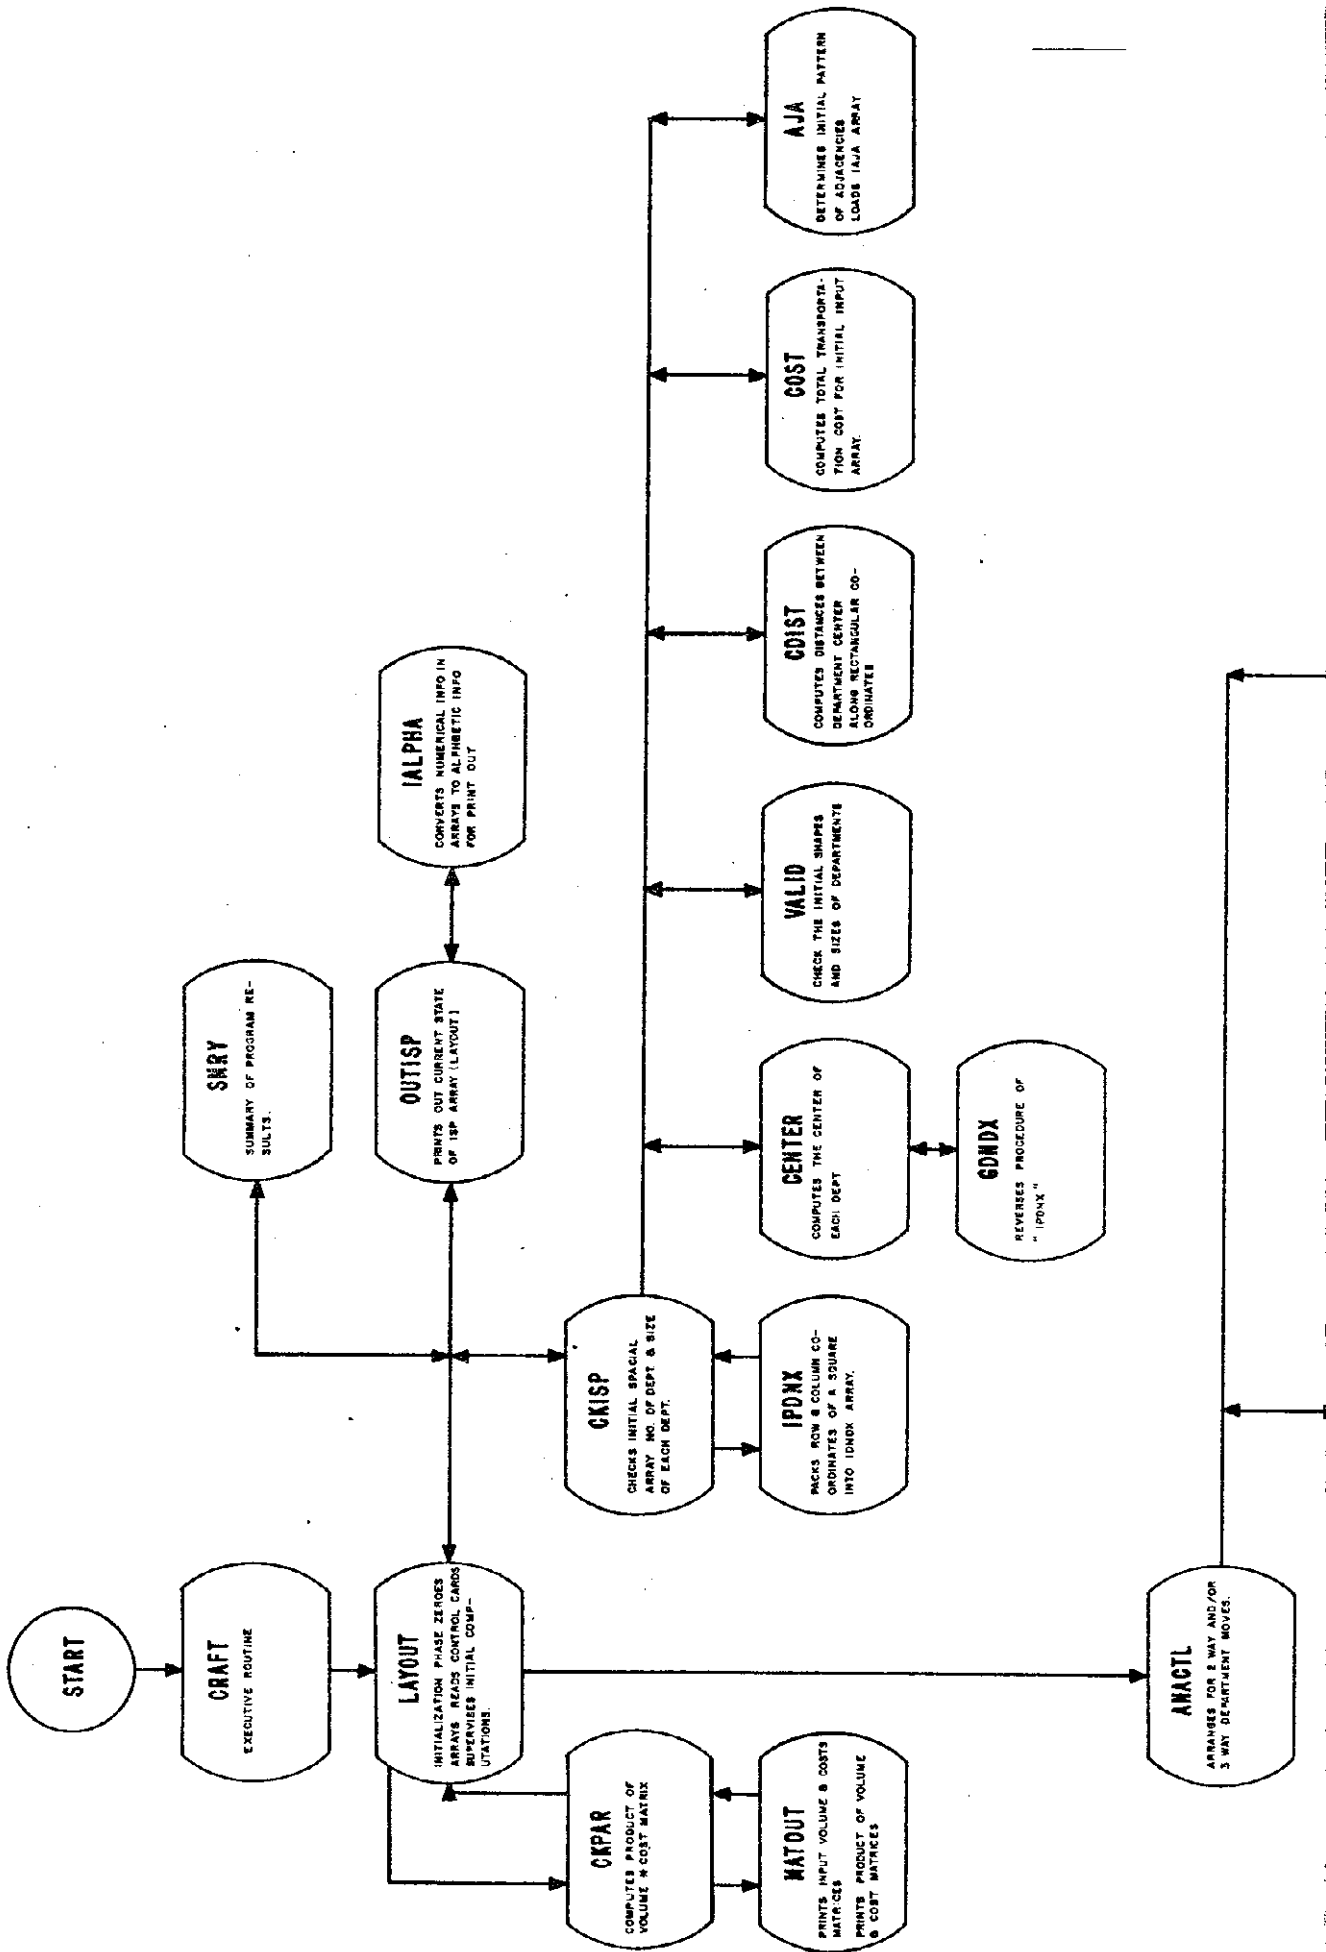 START
CRAFT
EXECUTIVE ROUTINE
LAYOUT
INITIALIZATION PHASE ZEROES
ARRAYS READS CONTROL CARDS
SUPERVISES INITIAL COMP-
UTATIONS.
CKPAR
COMPUTES PRODUCT OF
VOLUME * COST MATRIX
MATOUT
PRINTS INPUT VOLUME & COSTS
MATRICES
PRINTS PRODUCT OF VOLUME
& COST MATRICES
SMRY
SUMMARY OF PROGRAM RE-
SULTS.
OUTISP
PRINTS OUT CURRENT STATE
OF ISP ARRAY (LAYOUT)
IALPHA
CONVERTS NUMERICAL INFO IN
ARRAYS TO ALPHBETIC INFO
FOR PRINT OUT
CKISP
CHECKS INITIAL SPACIAL
ARRAY NO. OF DEPT. & SIZE
OF EACH DEPT.
IPDNX
PACKS ROW & COLUMN CO-
ORDINATES OF A SQUARE
INTO IDNDX ARRAY.
CENTER
COMPUTES THE CENTER OF
EACH DEPT
GDNDX
REVERSES PROCEDURE OF
"IPDNX"
VALID
CHECK THE INITIAL SHAPES
AND SIZES OF DEPARTMENTS
CDIST
COMPUTES DISTANCES BETWEEN
DEPARTMENT CENTER
ALONG RECTANGULAR CO-
ORDINATES
COST
COMPUTES TOTAL TRANSPORTA-
TION COST FOR INITIAL INPUT
ARRAY.
AJA
DETERMINES INITIAL PATTERN
OF ADJACENCIES
LOADS IAJA ARRAY
ANACTL
ARRANGES FOR 2 WAY AND/OR
3 WAY DEPARTMENT MOVES.